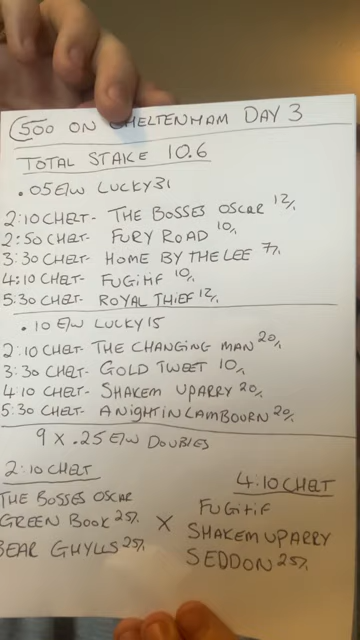 £500 ON CHELTENHAM DAY 3
TOTAL STAKE 10.6
.05 E/W LUCKY 31
2:10 CHELT- THE BOSSES OSCAR 12/1
2:50 CHELT- FURY ROAD 10/1
3:30 CHELT- HOME BY THE LEE 7/1
4:10 CHELT- FUGITIF 10/1
5:30 CHELT- ROYAL THIEF 12/1
.10 E/W LUCKY 15
2:10 CHELT- THE CHANGING MAN 20/1
3:30 CHELT- GOLD TWEET 10/1
4:10 CHELT- SHAKEM UPARRY 20/1
5:30 CHELT- A NIGHT IN LAMBOURN 20/1
9 X .25 E/W DOUBLES
2:10 CHELT
THE BOSSES OSCAR
GREEN BOOK 25/1
BEAR GHYLLS 25/1
X
4:10 CHELT
FUGITIF
SHAKEM UPARRY
SEDDON 25/1